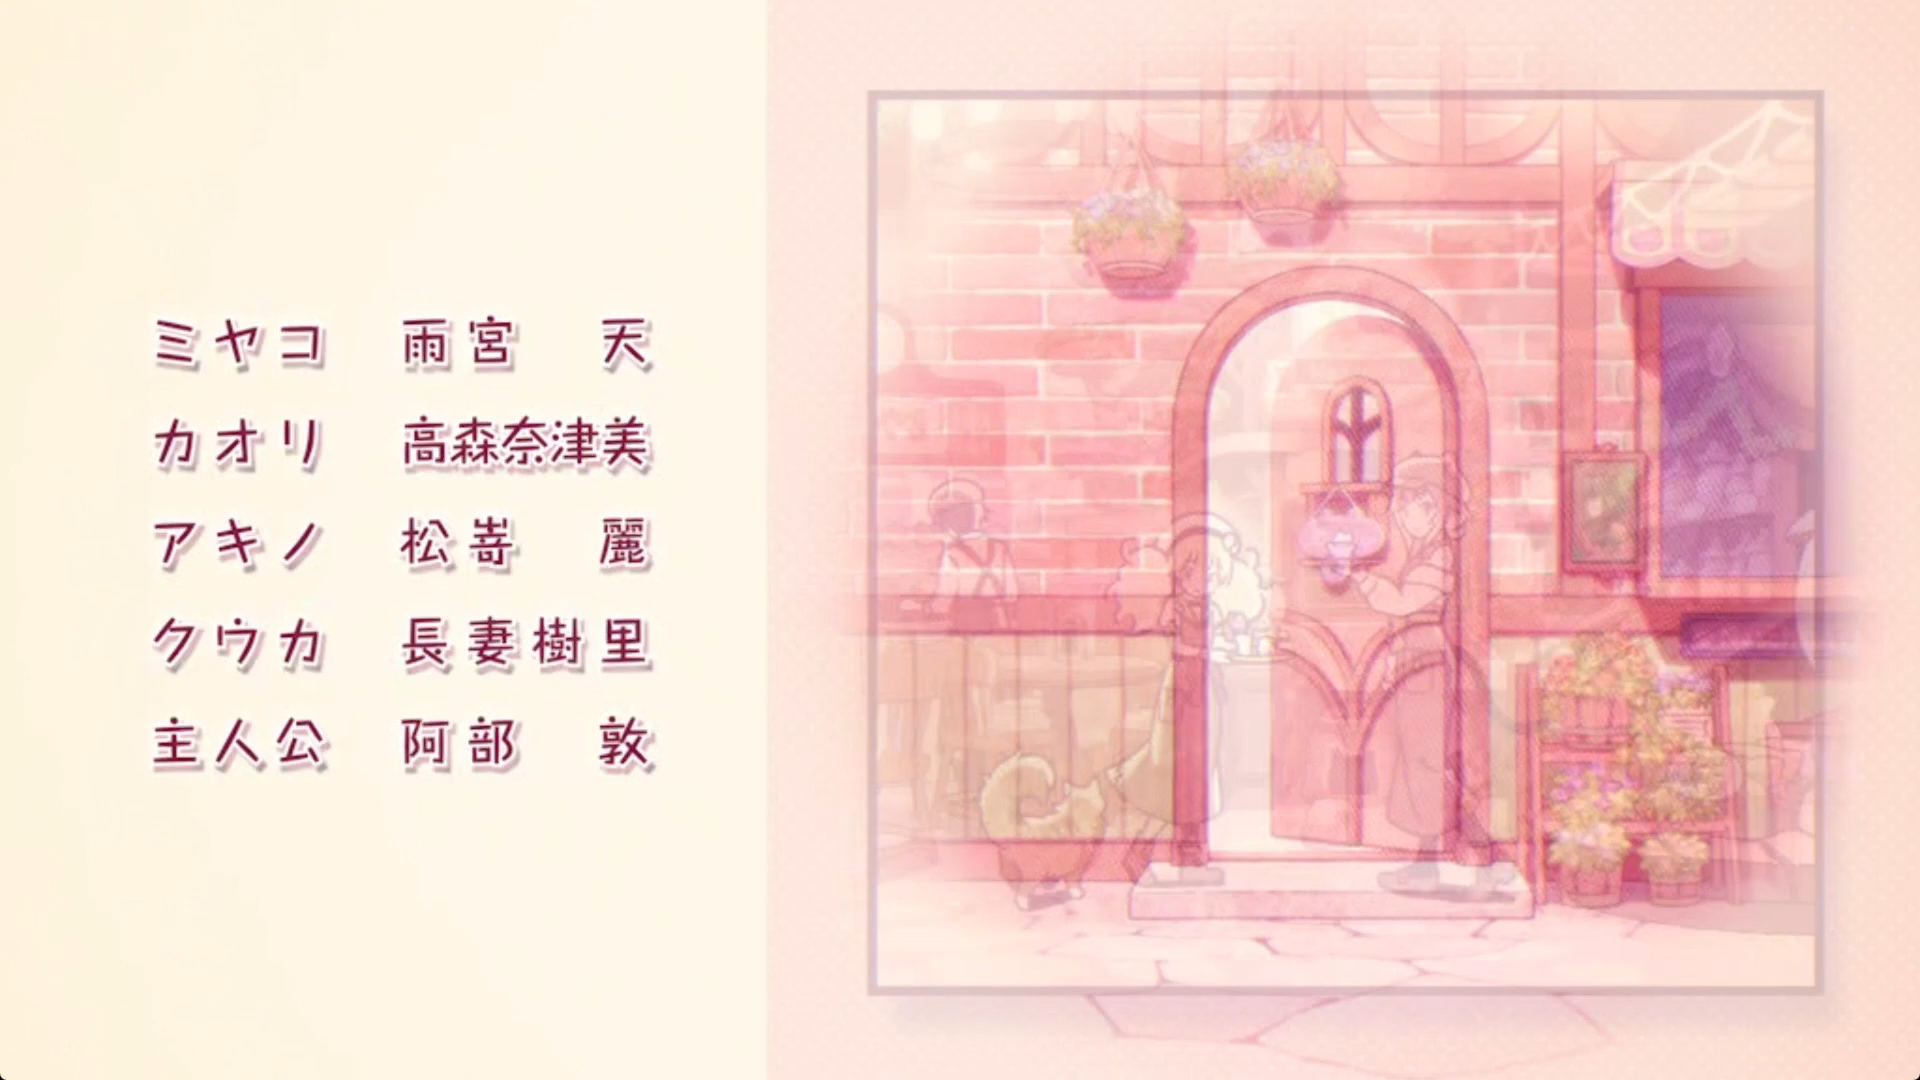 ミヤコ 雨宮 天
カオリ 高森奈津美
アキノ 松嵜 麗
クウカ 長妻樹里
主人公 阿部 敦